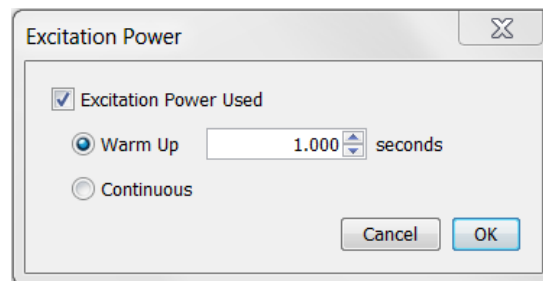 Excitation Power
Excitation Power Used
Warm Up 1.000 seconds
Continuous
Cancel OK